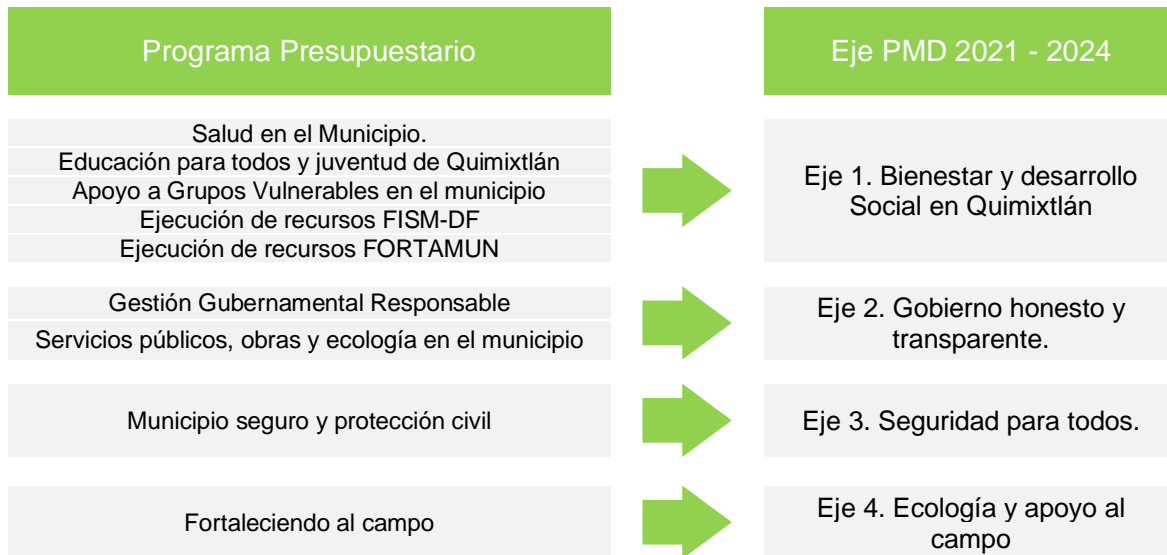 Programa Presupuestario
Eje PMD 2021 - 2024
Salud en el Municipio.
Educación para todos y juventud de Quimixtlán
Apoyo a Grupos Vulnerables en el municipio
Ejecución de recursos FISM-DF
Ejecución de recursos FORTAMUN
Eje 1. Bienestar y desarrollo
Social en Quimixtlán
Gestión Gubernamental Responsable
Servicios públicos, obras y ecología en el municipio
Eje 2. Gobierno honesto y
transparente.
Municipio seguro y protección civil
Eje 3. Seguridad para todos.
Fortaleciendo al campo
Eje 4. Ecología y apoyo al
campo